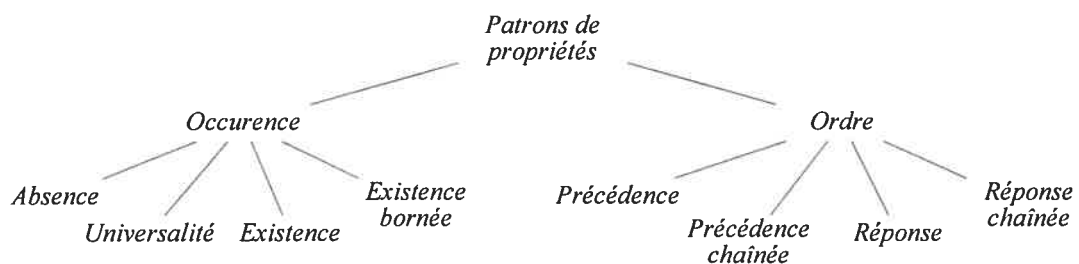 Patrons de
propriétés
Occurence
Ordre
Absence
Universalité
Existence
Existence
bornée
Précédence
Précédence
chaînée
Réponse
Réponse
chaînée